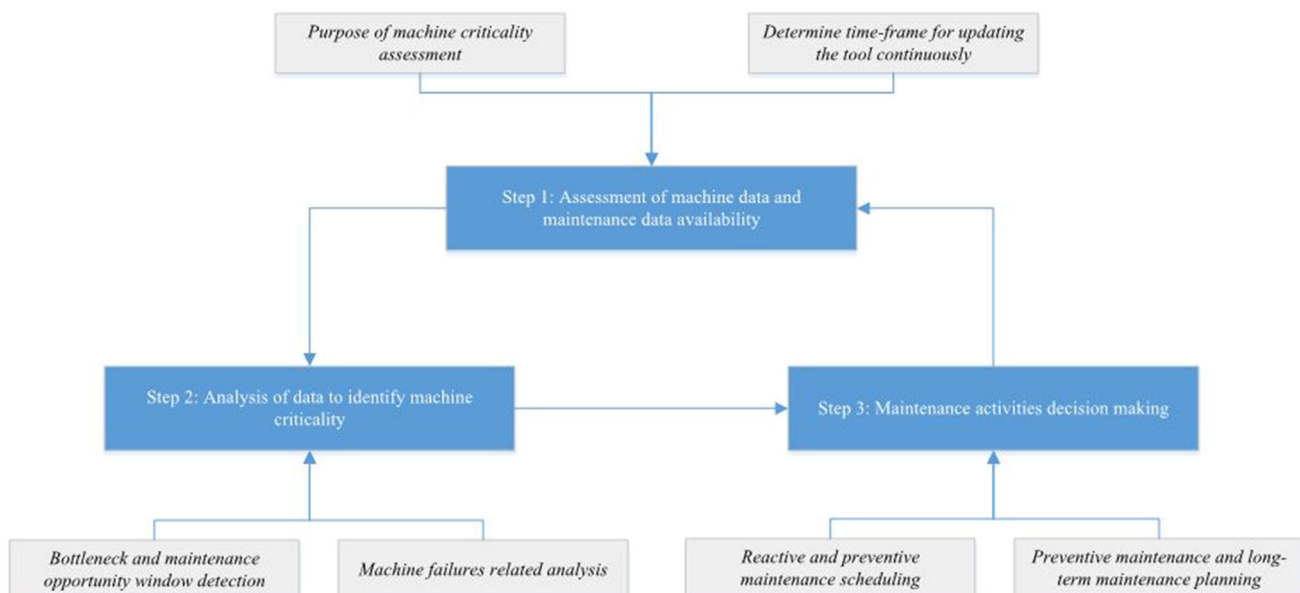 Purpose of machine criticality
assessment
Determine time-frame for updating
the tool continuously
Step 1: Assessment of machine data and
maintenance data availability
Step 2: Analysis of data to identify machine
criticality
Step 3: Maintenance activities decision making
Bottleneck and maintenance
opportunity window detection
Machine failures related analysis
Reactive and preventive
maintenance scheduling
Preventive maintenance and long-
term maintenance planning